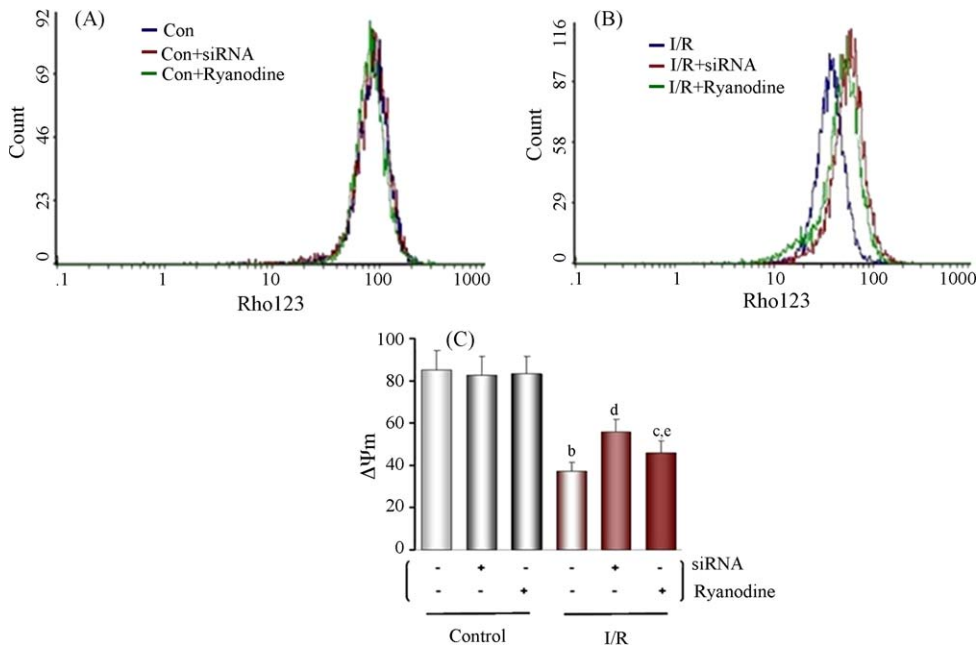 (A)
Con
Con+siRNA
Con+Ryanodine
Count
92
69
46
23
0
.1 1 10 100 1000
Rho123
(B)
I/R
I/R+siRNA
I/R+Ryanodine
Count
116
87
58
29
0
.1 1 10 100 1000
Rho123
(C)
ΔΨm
100
80
60
40
20
0
b
d
c,e
- + - - + - siRNA
- - + - - + Ryanodine
Control I/R